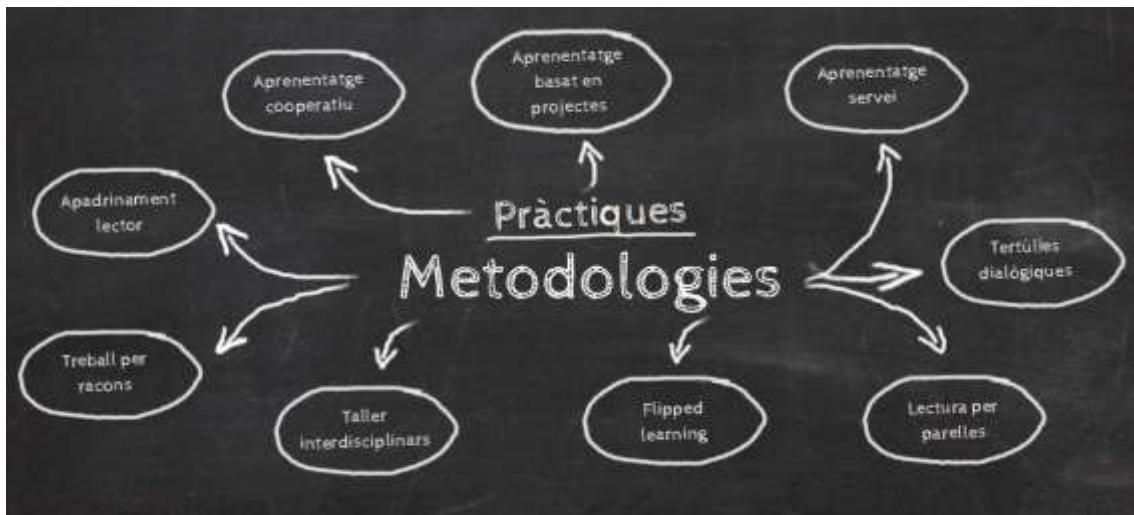 Aprenentatge
cooperatiu
Aprenentatge
basat en
projectes
Aprenentatge
servei
Apadrinament
lector
Pràctiques
Metodologies
Tertúlies
dialògiques
Treball per
racons
Taller
interdisciplinars
Flipped
learning
Lectura per
parelles